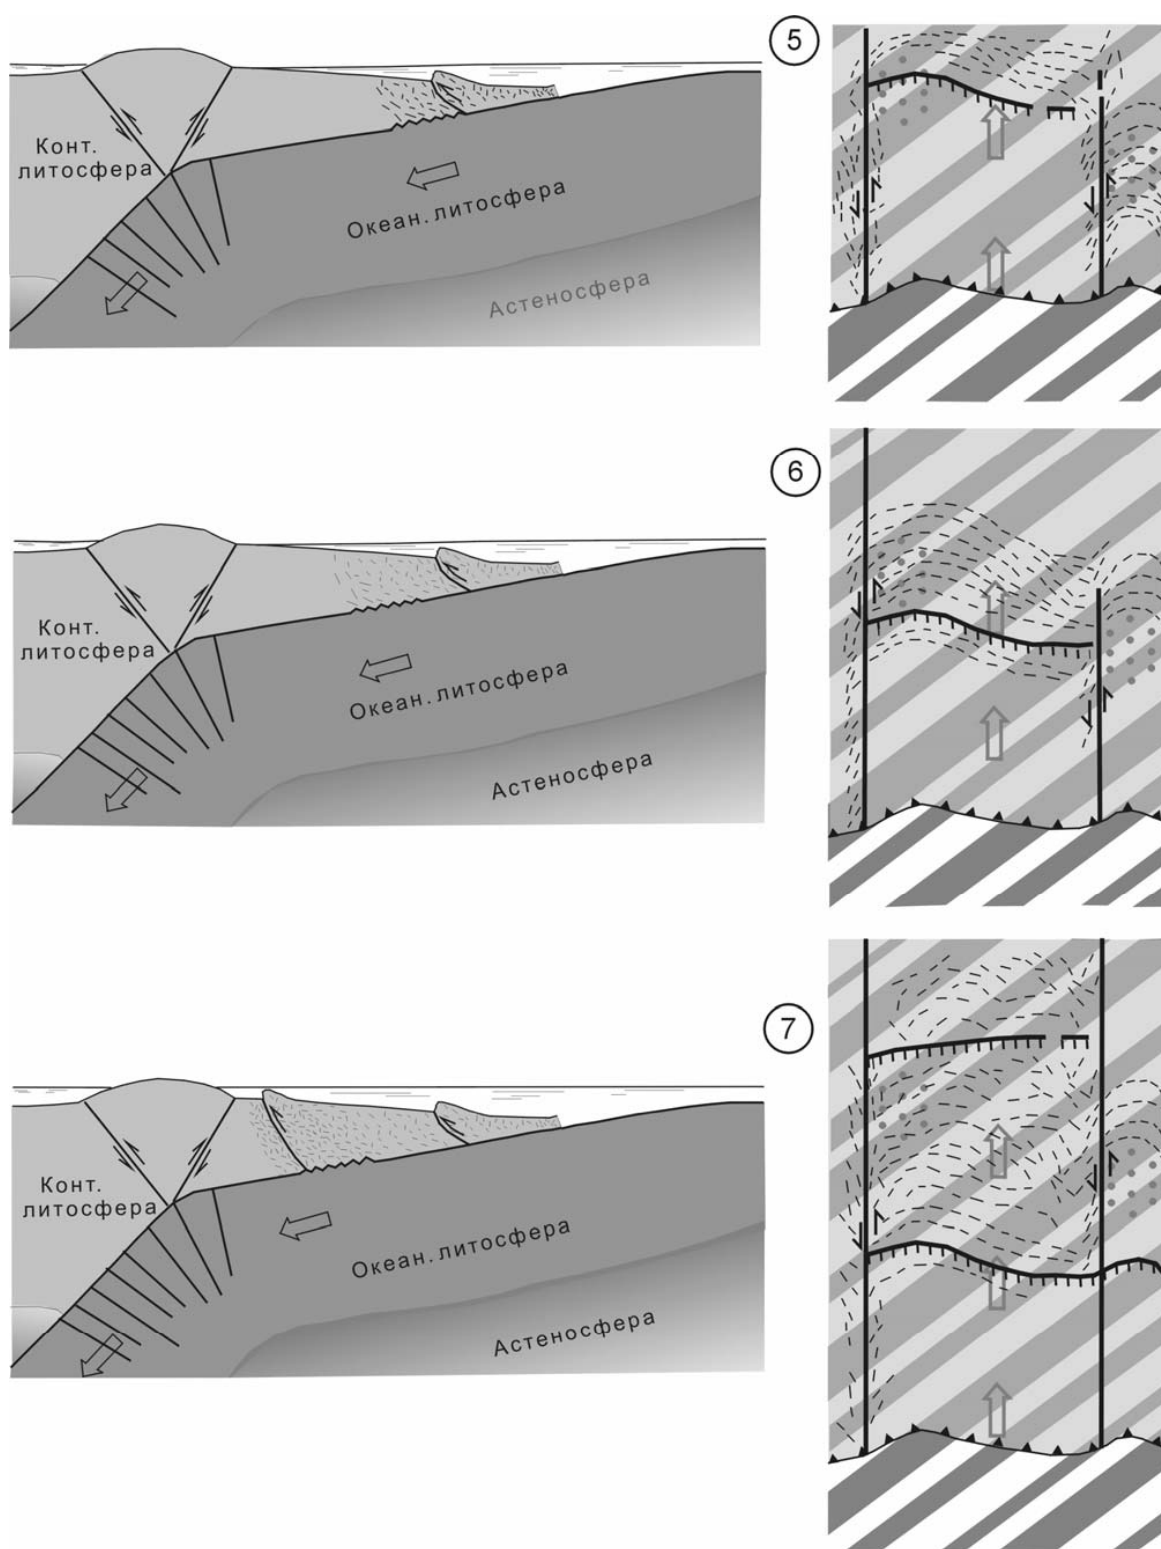 5
Конт.
литосфера
Океан. литосфера
Астеносфера
6
Конт.
литосфера
Океан. литосфера
Астеносфера
7
Конт.
литосфера
Океан. литосфера
Астеносфера